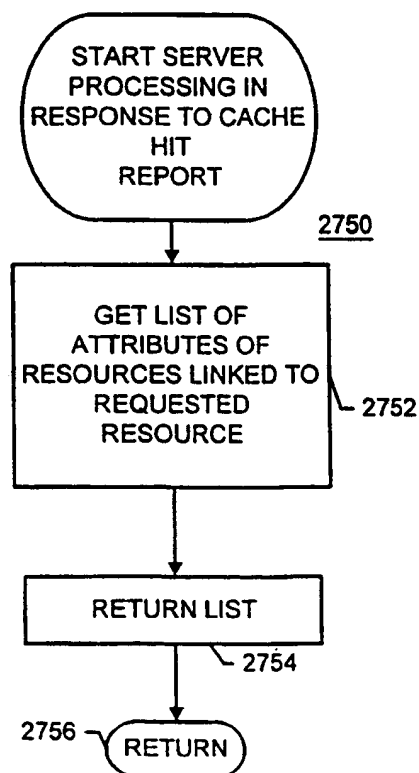 START SERVER
PROCESSING IN
RESPONSE TO CACHE
HIT
REPORT
2750
GET LIST OF
ATTRIBUTES OF
RESOURCES LINKED TO
REQUESTED
RESOURCE
2752
RETURN LIST
2754
2756
RETURN